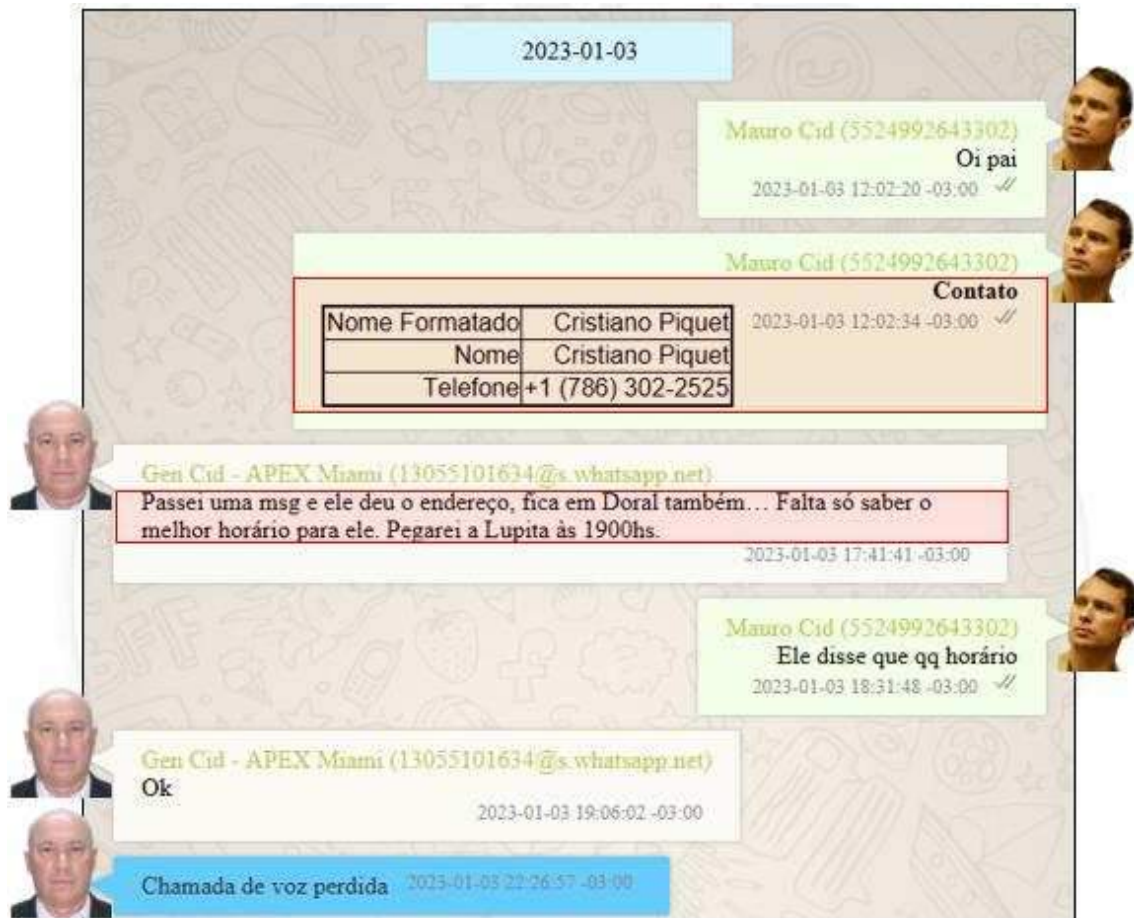 2023-01-03
Mauro Cid (5524992643302)
Oi pai
2023-01-03 12:02:20 -03:00
Mauro Cid (5524992643302)
Contato
2023-01-03 12:02:34 -03:00
Nome Formatado Cristiano Piquet
Nome Cristiano Piquet
Telefone +1 (786) 302-2525
Gen Cid - APEX Miami (13055101634@s.whatsapp.net)
Passei uma msg e ele deu o endereço, fica em Doral também... Falta só saber o
melhor horário para ele. Pegarei a Lupita às 1900hs.
2023-01-03 17:41:41 -03:00
Mauro Cid (5524992643302)
Ele disse que qq horário
2023-01-03 18:31:48 -03:00
Gen Cid - APEX Miami (13055101634@s.whatsapp.net)
Ok
2023-01-03 19:06:02 -03:00
Chamada de voz perdida 2023-01-03 22:26:57 -03:00